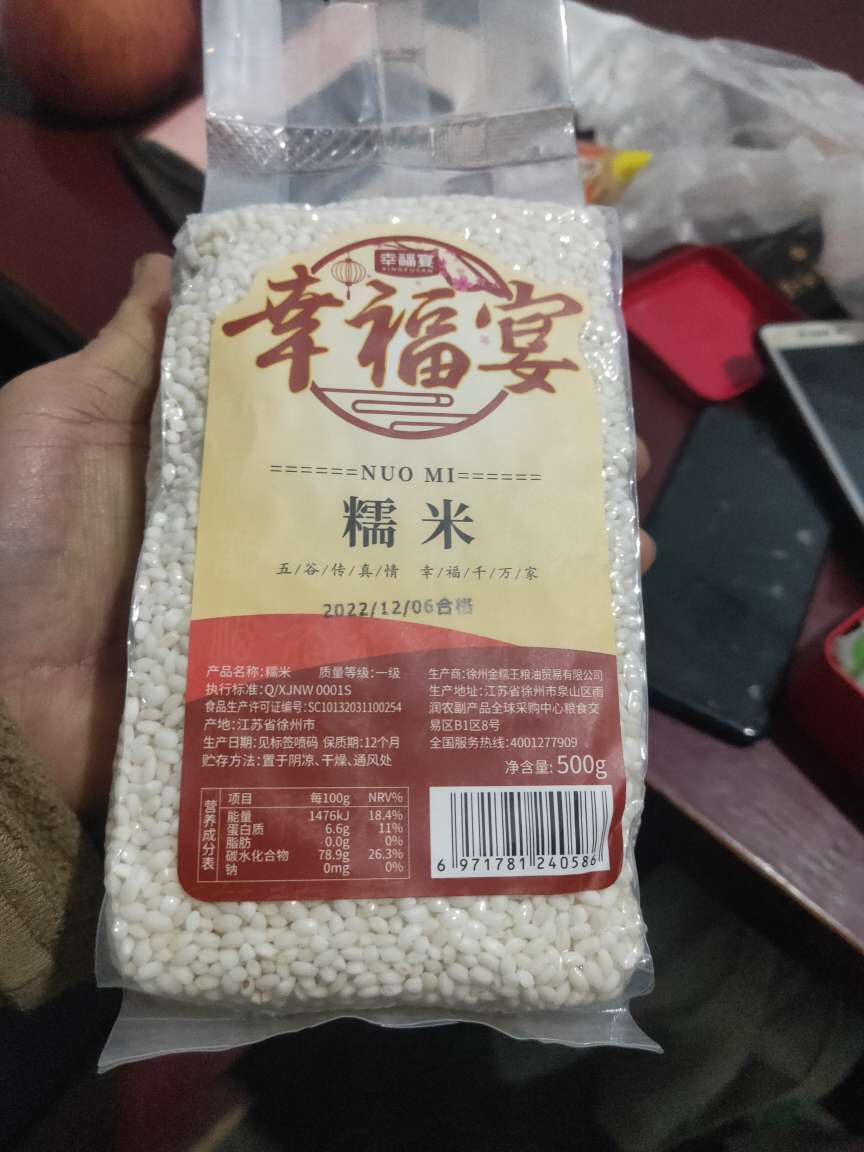 幸福宴
XINGFUYAN
幸福宴
======NUO MI======
糯米
五/谷/传/真/情 幸/福/千/万/家
2022/12/06合格
产品名称:糯米 质量等级:一级
执行标准:Q/XJNW 0001S
食品生产许可证编号:SC10132031100254
产地:江苏省徐州市
生产日期:见标签喷码 保质期:12个月
贮存方法:置于阴凉、干燥、通风处
生产商:徐州金糯王粮油贸易有限公司
生产地址:江苏省徐州市泉山区雨
润农副产品全球采购中心粮食交
易区B1区8号
全国服务热线:4001277909
净含量:500g
营养成分表
项目 每100g NRV%
能量 1476kJ 18.4%
蛋白质 6.6g 11%
脂肪 0.0g 0%
碳水化合物 78.9g 26.3%
钠 0mg 0%
6 971781 240586